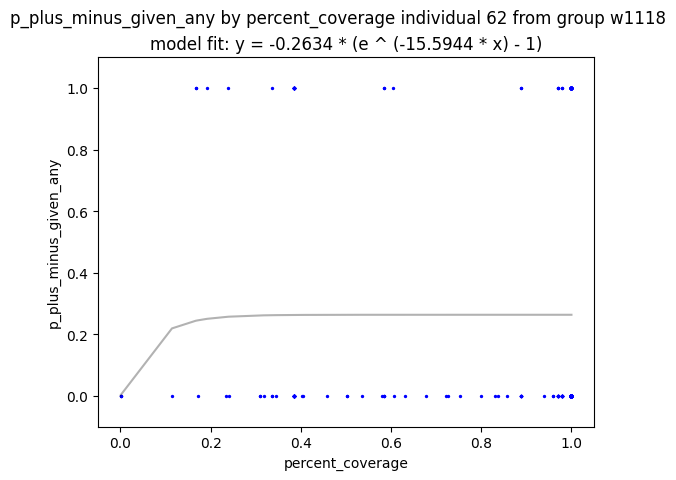 p_plus_minus_given_any by percent_coverage individual 62 from group w1118
model fit: y = -0.2634 * (e ^ (-15.5944 * x) - 1)
1.0
0.8
0.6
0.4
0.2
0.0
p_plus_minus_given_any
0.0 0.2 0.4 0.6 0.8 1.0
percent_coverage